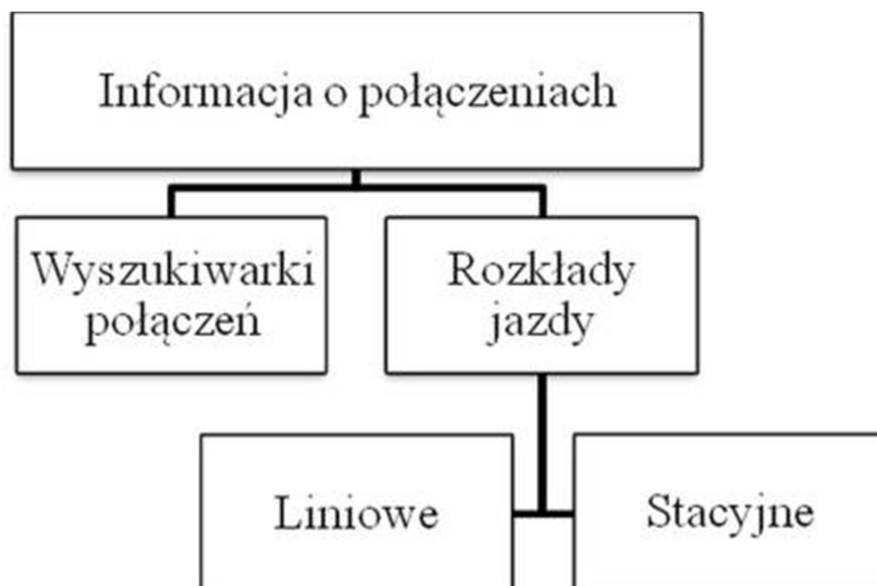 Informacja o połączeniach
Wyszukiwarki
połączeń
Rozkłady
jazdy
Liniowe
Stacyjne